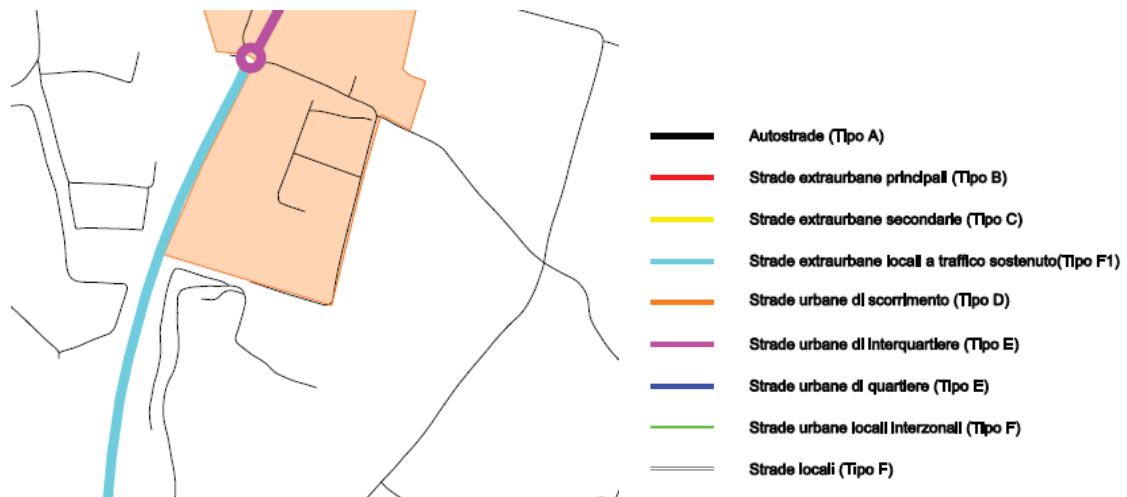 Autostrade (Tipo A)
Strade extraurbane principali (Tipo B)
Strade extraurbane secondarie (Tipo C)
Strade extraurbane locali a traffico sostenuto(Tipo F1)
Strade urbane di scorrimento (Tipo D)
Strade urbane di interquartiere (Tipo E)
Strade urbane di quartiere (Tipo E)
Strade urbane locali interzonali (Tipo F)
Strade locali (Tipo F)